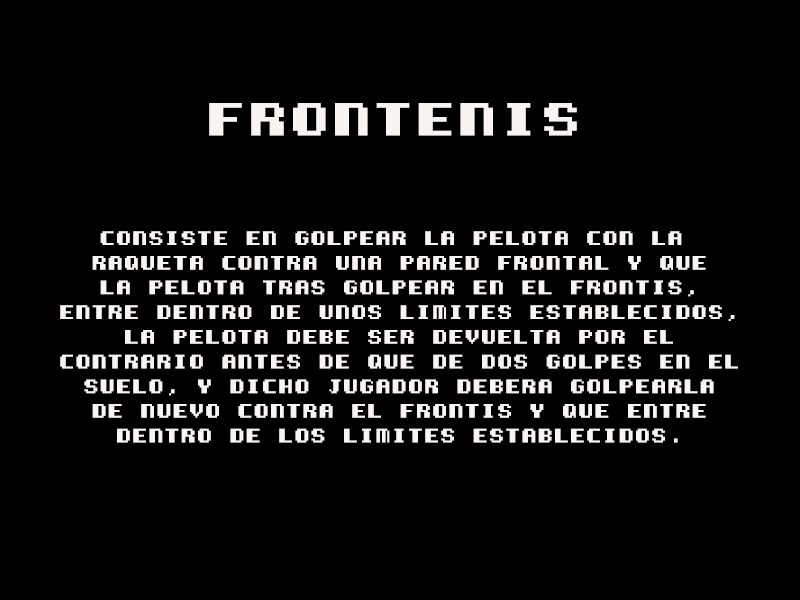 FRONTENIS
CONSISTE EN GOLPEAR LA PELOTA CON LA
RAQUETA CONTRA UNA PARED FRONTAL Y QUE
LA PELOTA TRAS GOLPEAR EN EL FRONTIS,
ENTRE DENTRO DE UNOS LIMITES ESTABLECIDOS,
LA PELOTA DEBE SER DEVUELTA POR EL
CONTRARIO ANTES DE QUE DE DOS GOLPES EN EL
SUELO, Y DICHO JUGADOR DEBERA GOLPEARLA
DE NUEVO CONTRA EL FRONTIS Y QUE ENTRE
DENTRO DE LOS LIMITES ESTABLECIDOS.